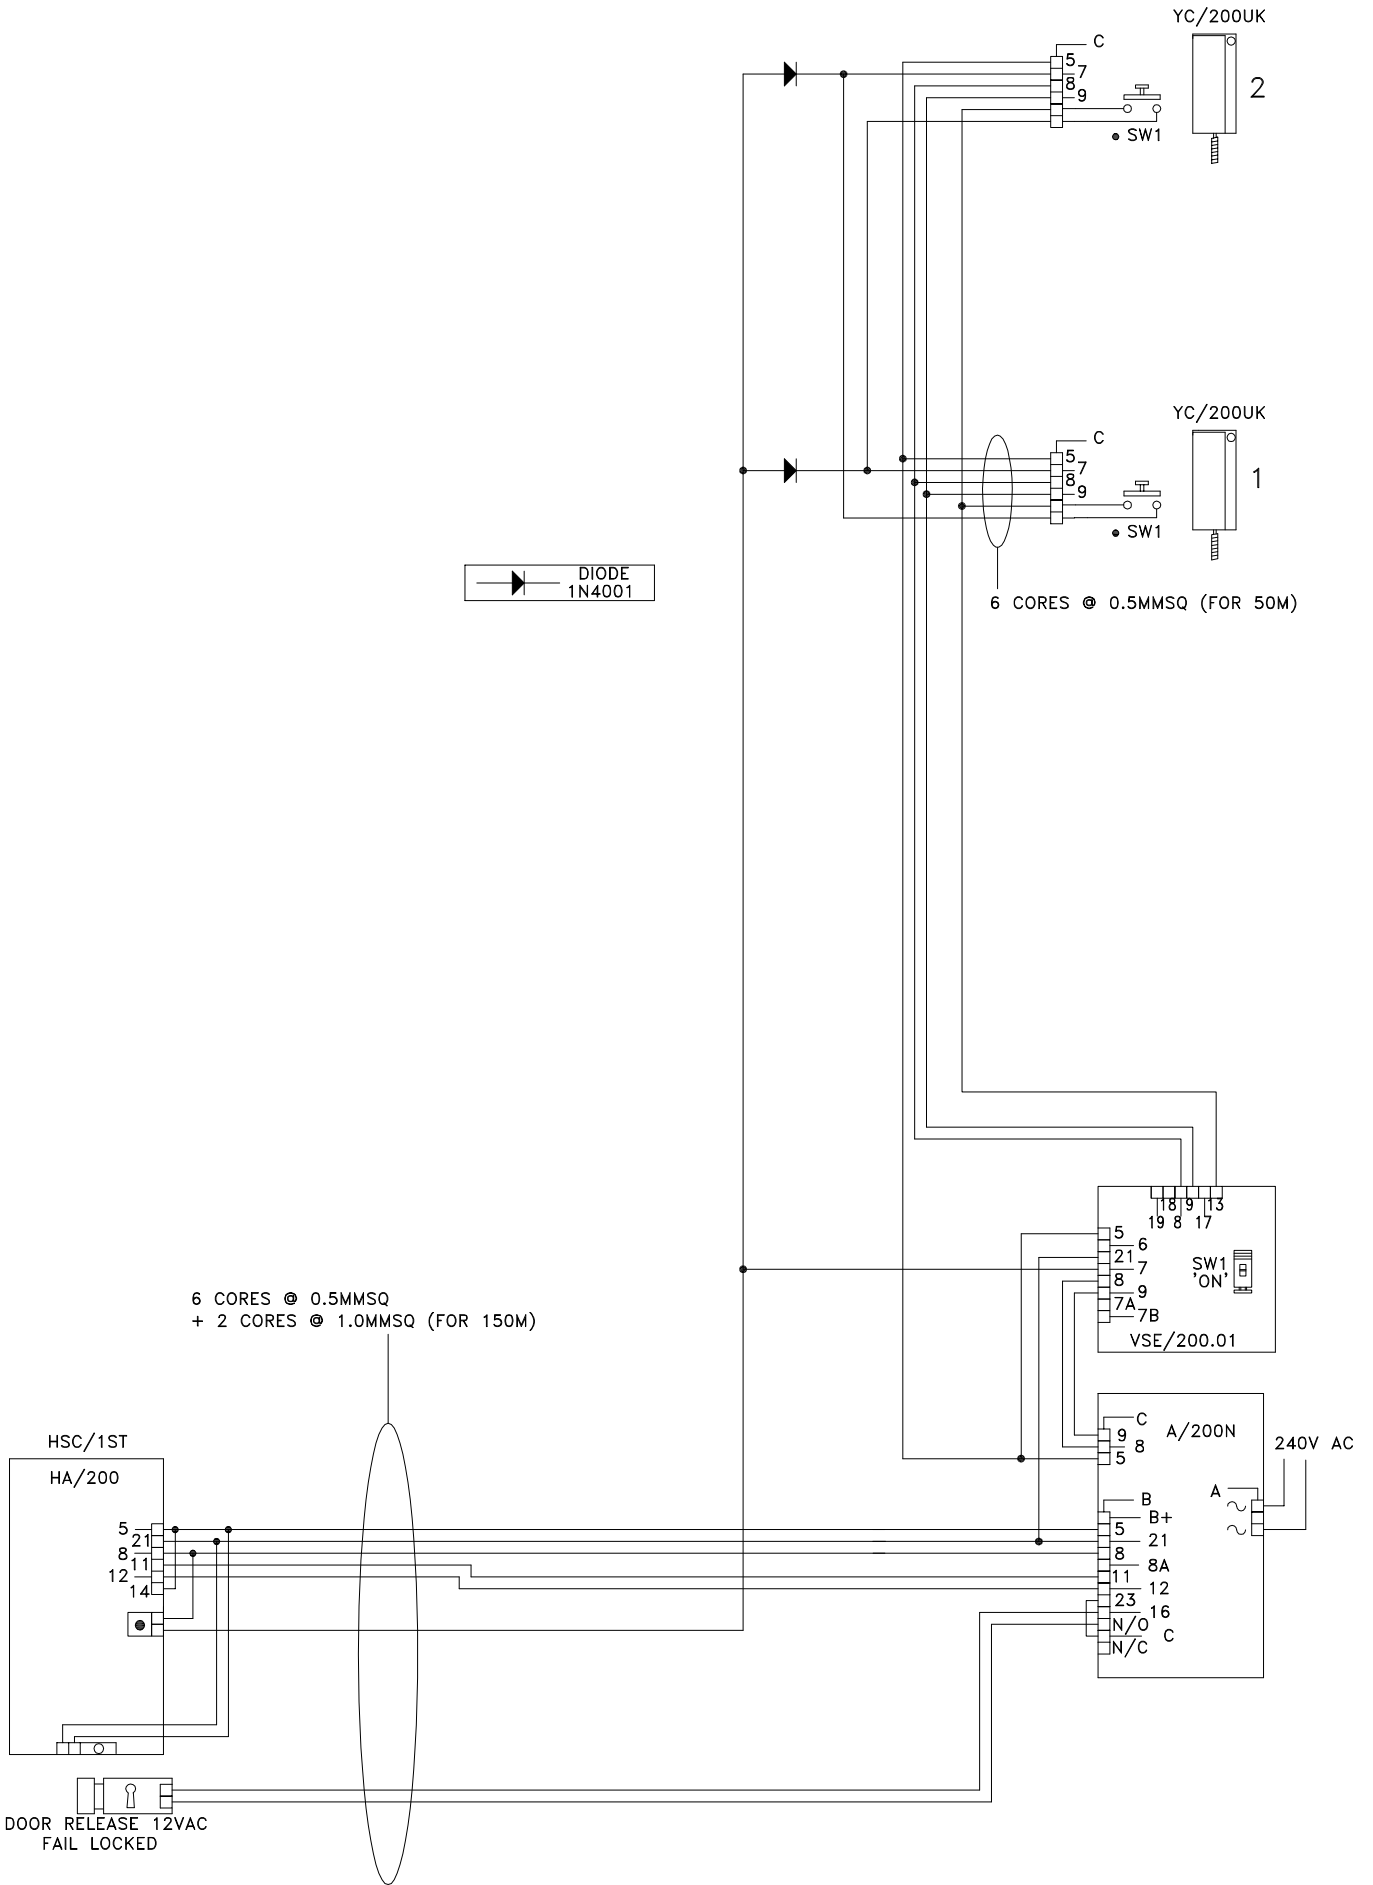 YC/200UK
C
5
7
8
9
2
SW1
YC/200UK
C
5
7
8
9
1
SW1
DIODE
1N4001
6 CORES @ 0.5MMSQ (FOR 50M)
18 9 13
19 8 17
5
6
21
7
8
9
7A
7B
SW1
'ON'
VSE/200.01
6 CORES @ 0.5MMSQ
+ 2 CORES @ 1.0MMSQ (FOR 150M)
C
9
8
5
A/200N
240V AC
A
B
B+
5
21
8
8A
11
12
23
16
N/O
C
N/C
HSC/1ST
HA/200
5
21
8
11
12
14
DOOR RELEASE 12VAC
FAIL LOCKED